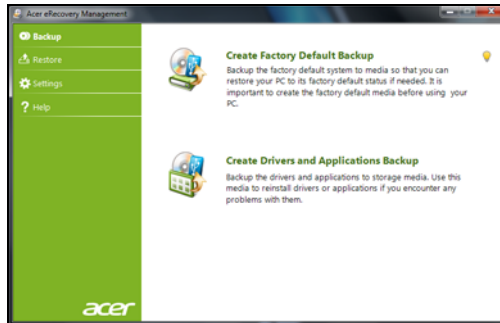 Acer eRecovery Management
Backup
Restore
Settings
Help
Create Factory Default Backup
Backup the factory default system to media so that you can
restore your PC to its factory default status if needed. It is
important to create the factory default media before using your
PC.
Create Drivers and Applications Backup
Backup the drivers and applications to storage media. Use this
media to reinstall drivers or applications if you encounter any
problems with them.
acer